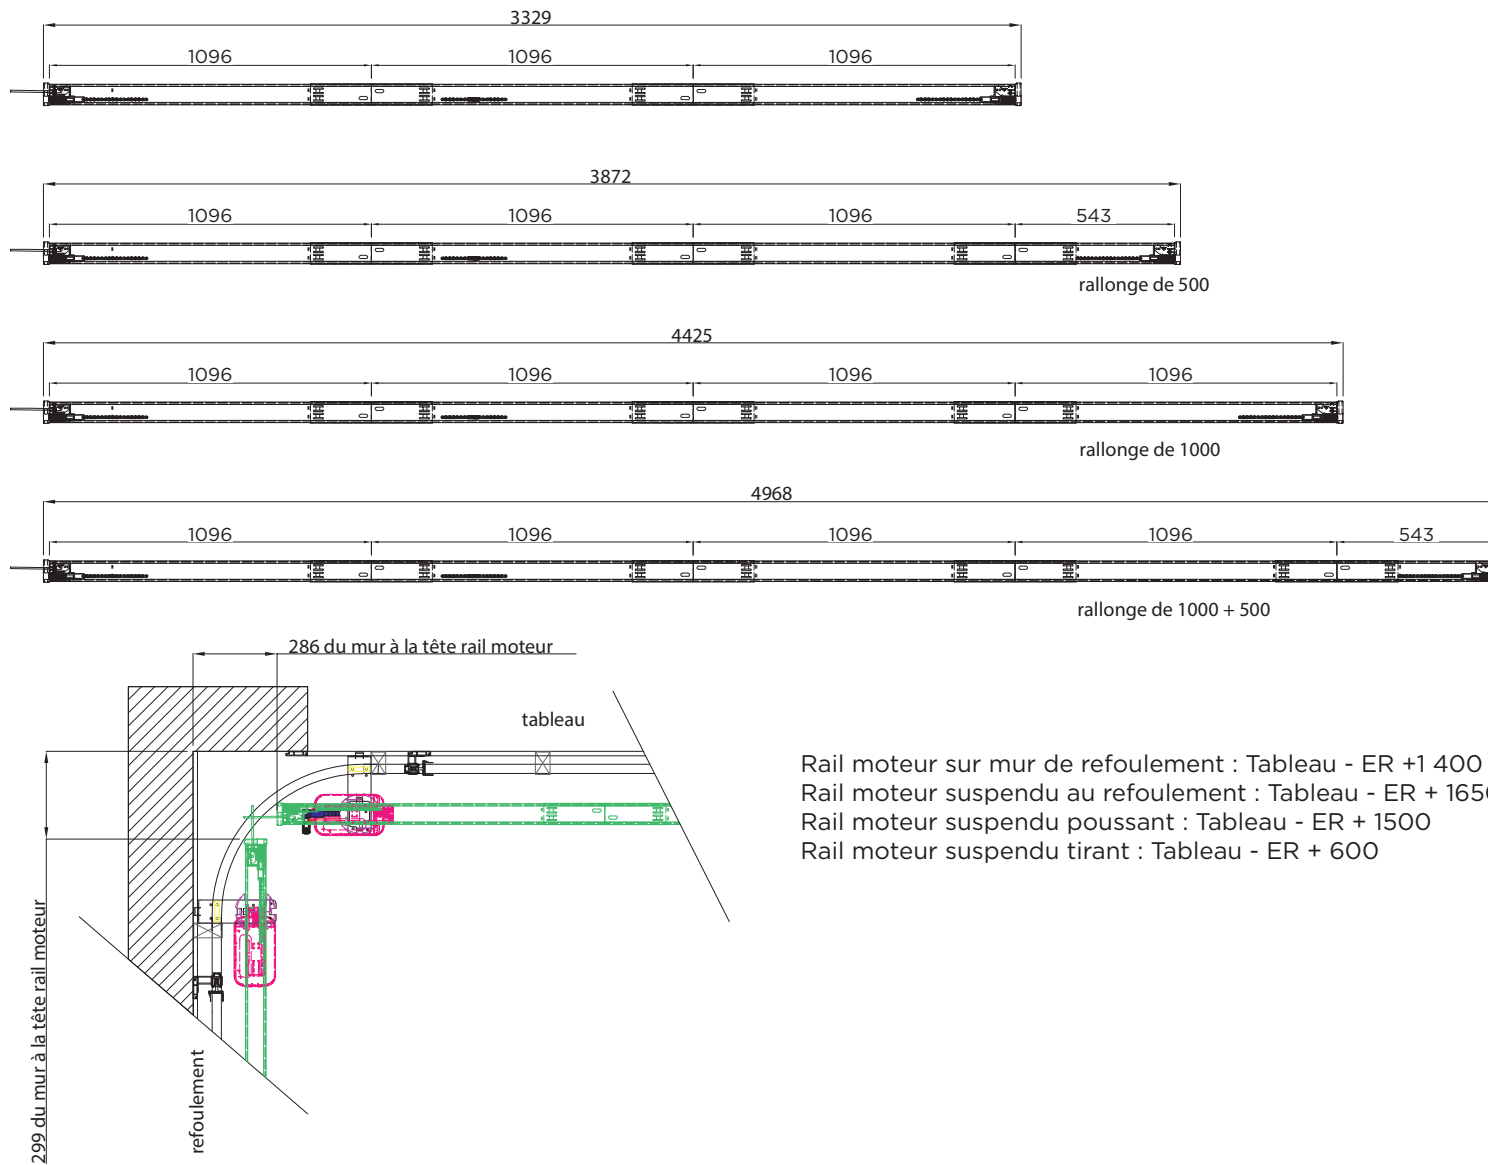 3329
1096 1096 1096
3872
1096 1096 1096 543
rallonge de 500
4425
1096 1096 1096 1096
rallonge de 1000
4968
1096 1096 1096 1096 543
rallonge de 1000 + 500
286 du mur à la tête rail moteur
tableau
299 du mur à la tête rail moteur
refoulement
Rail moteur sur mur de refoulement : Tableau - ER +1 400
Rail moteur suspendu au refoulement : Tableau - ER + 165
Rail moteur suspendu poussant : Tableau - ER + 1500
Rail moteur suspendu tirant : Tableau - ER + 600